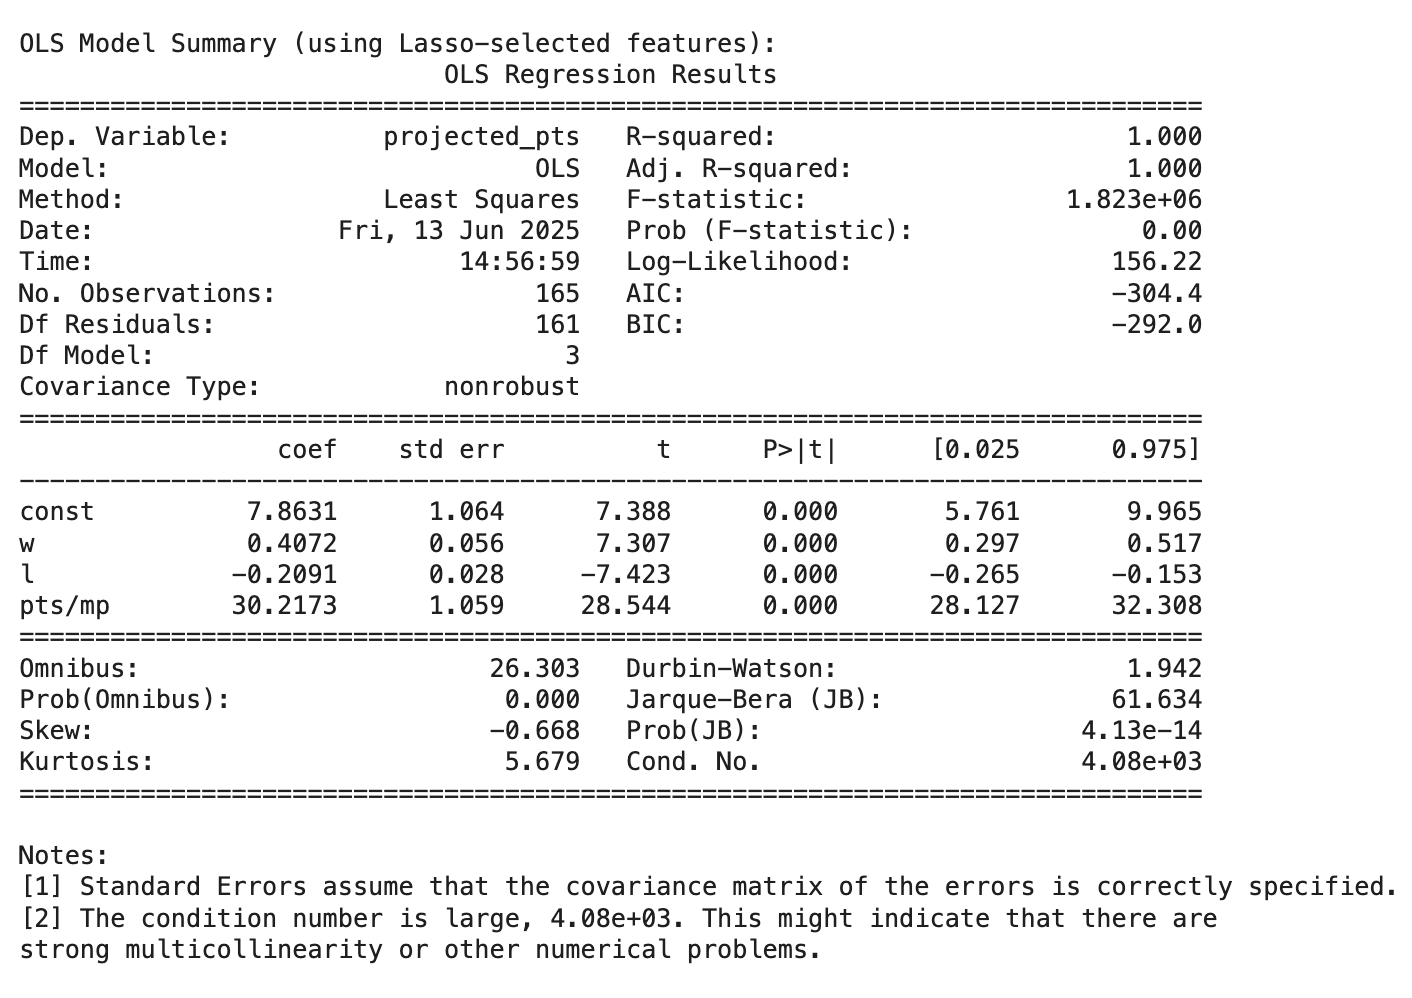 OLS Model Summary (using Lasso-selected features):
                            OLS Regression Results
==============================================================================
Dep. Variable:          projected_pts   R-squared:                       1.000
Model:                            OLS   Adj. R-squared:                  1.000
Method:                 Least Squares   F-statistic:                 1.823e+06
Date:                Fri, 13 Jun 2025   Prob (F-statistic):               0.00
Time:                        14:56:59   Log-Likelihood:                 156.22
No. Observations:                 165   AIC:                            -304.4
Df Residuals:                     161   BIC:                            -292.0
Df Model:                           3
Covariance Type:            nonrobust
==============================================================================
                 coef    std err          t      P>|t|      [0.025      0.975]
------------------------------------------------------------------------------
const          7.8631      1.064      7.388      0.000       5.761       9.965
w              0.4072      0.056      7.307      0.000       0.297       0.517
l             -0.2091      0.028     -7.423      0.000      -0.265      -0.153
pts/mp        30.2173      1.059     28.544      0.000      28.127      32.308
==============================================================================
Omnibus:                       26.303   Durbin-Watson:                   1.942
Prob(Omnibus):                  0.000   Jarque-Bera (JB):               61.634
Skew:                          -0.668   Prob(JB):                     4.13e-14
Kurtosis:                       5.679   Cond. No.                     4.08e+03
==============================================================================

Notes:
[1] Standard Errors assume that the covariance matrix of the errors is correctly specified.
[2] The condition number is large, 4.08e+03. This might indicate that there are
strong multicollinearity or other numerical problems.